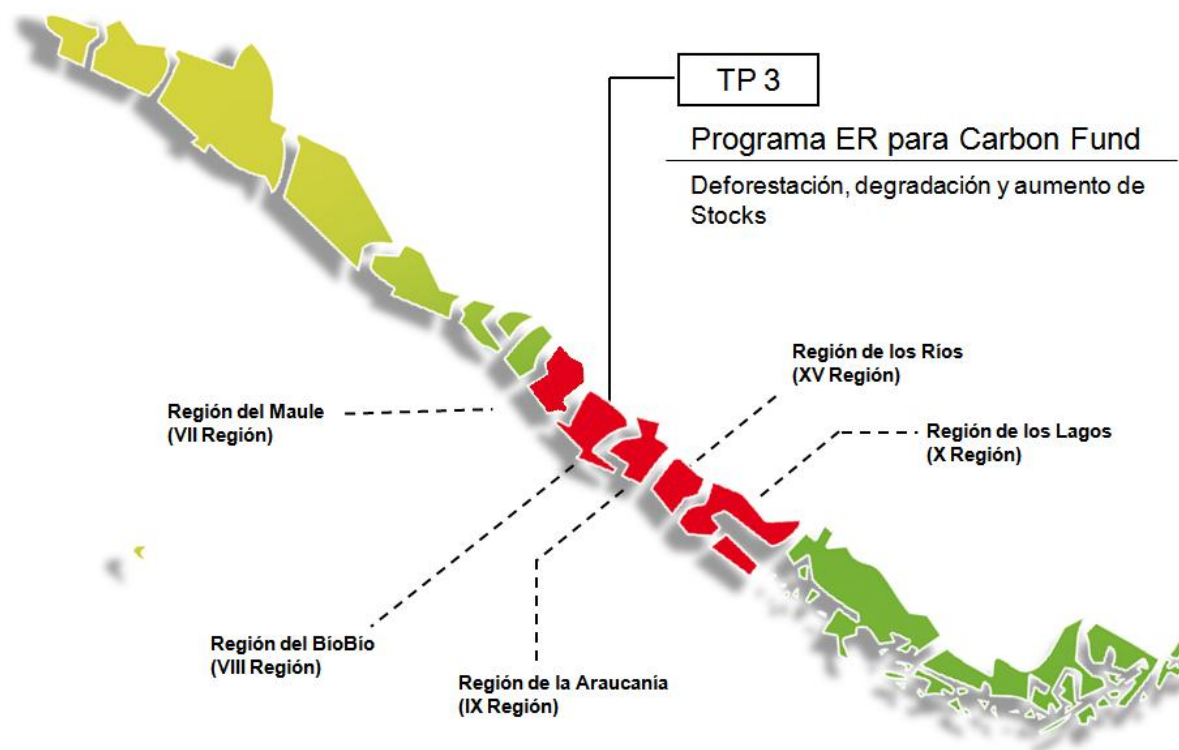 TP 3
Programa ER para Carbon Fund
Deforestación, degradación y aumento de
Stocks
Región de los Ríos
(XV Región)
Región del Maule
(VII Región)
Región de los Lagos
(X Región)
Región del BíoBío
(VIII Región)
Región de la Araucanía
(IX Región)